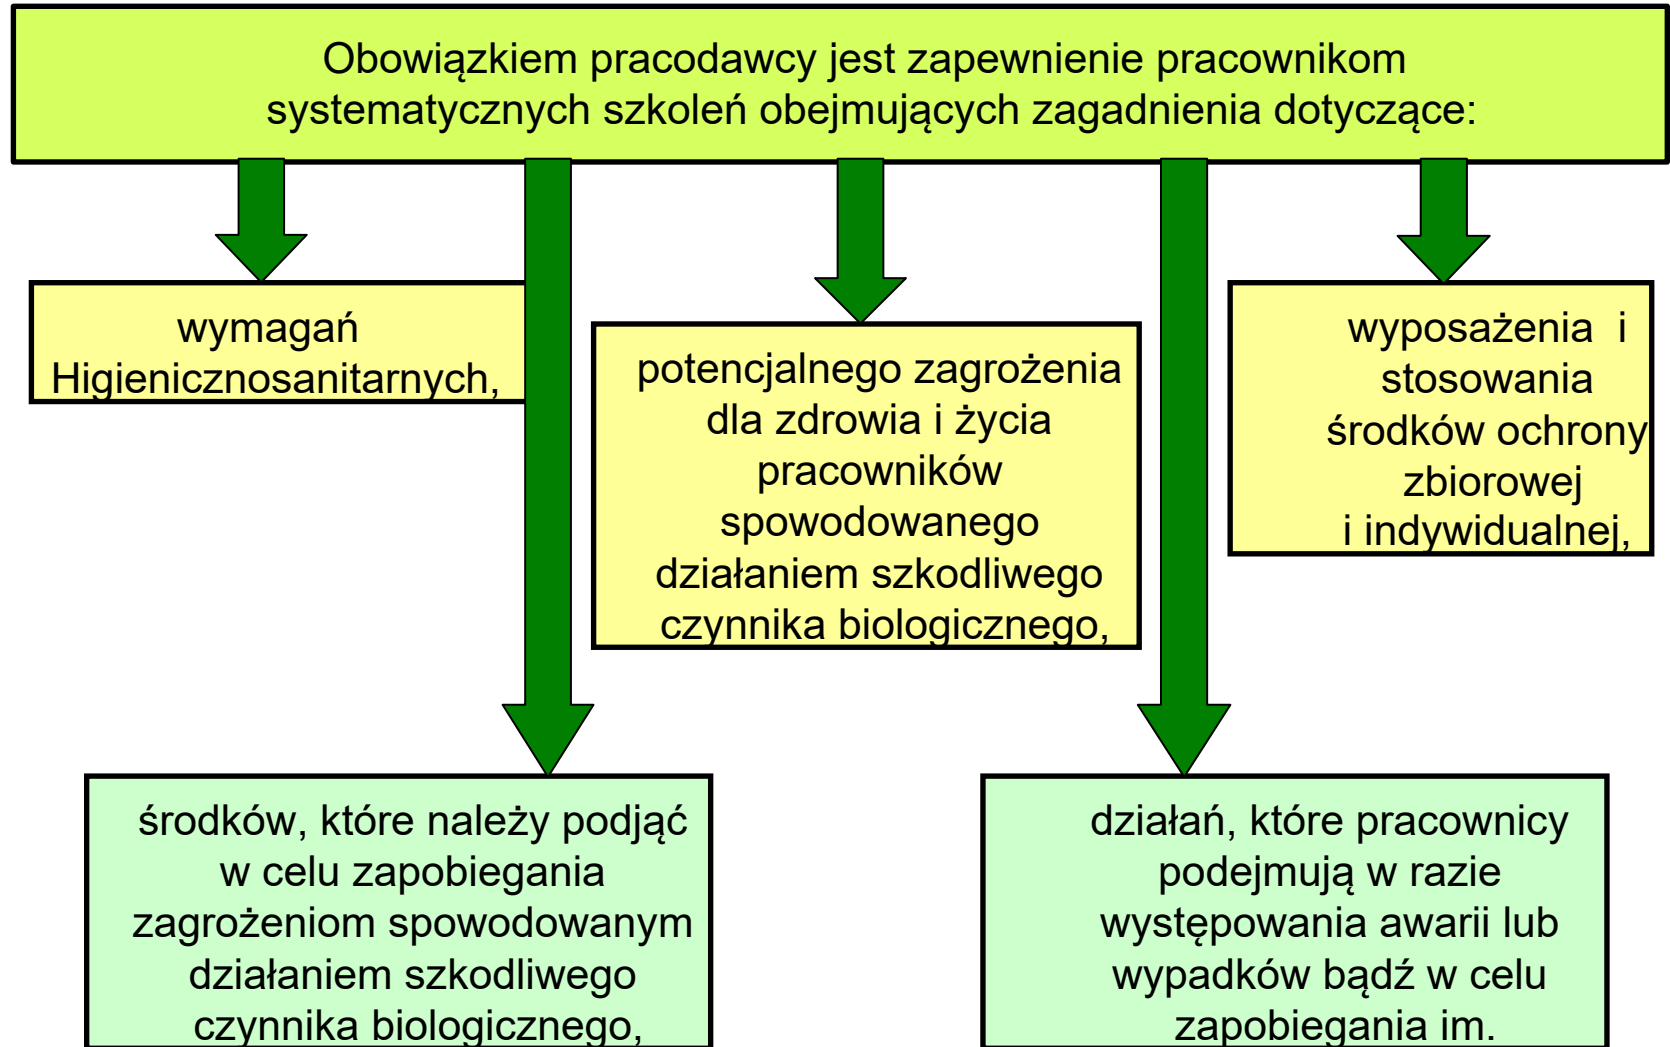 Obowiązkiem pracodawcy jest zapewnienie pracownikom
systematycznych szkoleń obejmujących zagadnienia dotyczące:
wymagań
Higienicznosanitarnych,
potencjalnego zagrożenia
dla zdrowia i życia
pracowników
spowodowanego
działaniem szkodliwego
czynnika biologicznego,
wyposażenia i
stosowania
środków ochrony
zbiorowej
i indywidualnej,
środków, które należy podjąć
w celu zapobiegania
zagrożeniom spowodowanym
działaniem szkodliwego
czynnika biologicznego,
działań, które pracownicy
podejmują w razie
występowania awarii lub
wypadków bądź w celu
zapobiegania im.